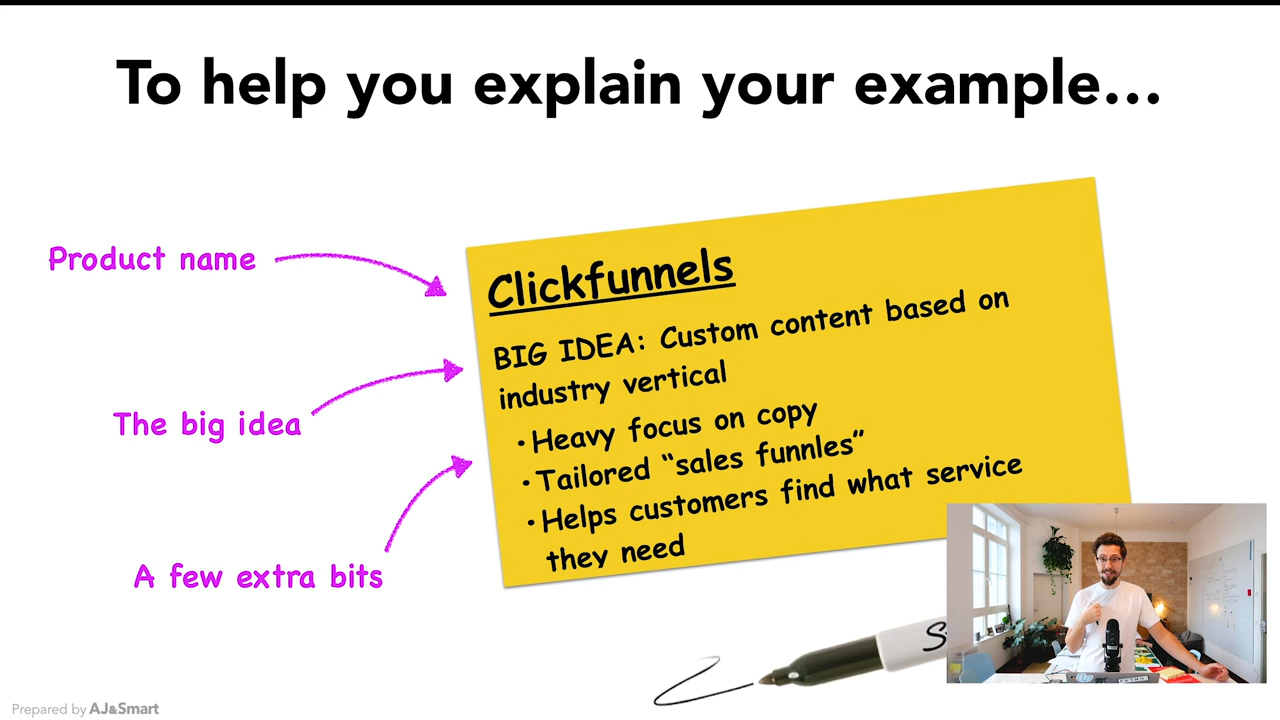 To help you explain your example...
Product name
Clickfunnels
BIG IDEA: Custom content based on
industry vertical
The big idea
• Heavy focus on copy
• Tailored “sales funnles”
• Helps customers find what service
they need
A few extra bits
Prepared by AJ&Smart